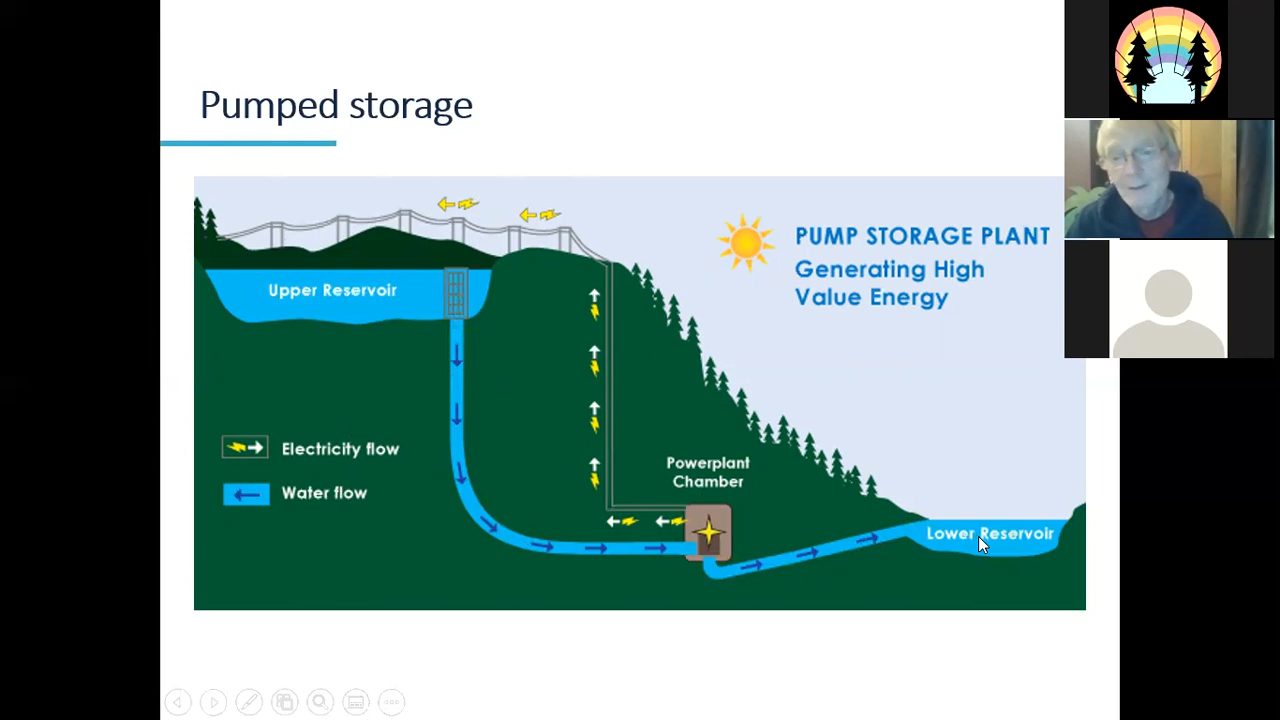 Pumped storage
PUMP STORAGE PLANT
Generating High
Value Energy
Upper Reservoir
Electricity flow
Water flow
Powerplant
Chamber
Lower Reservoir